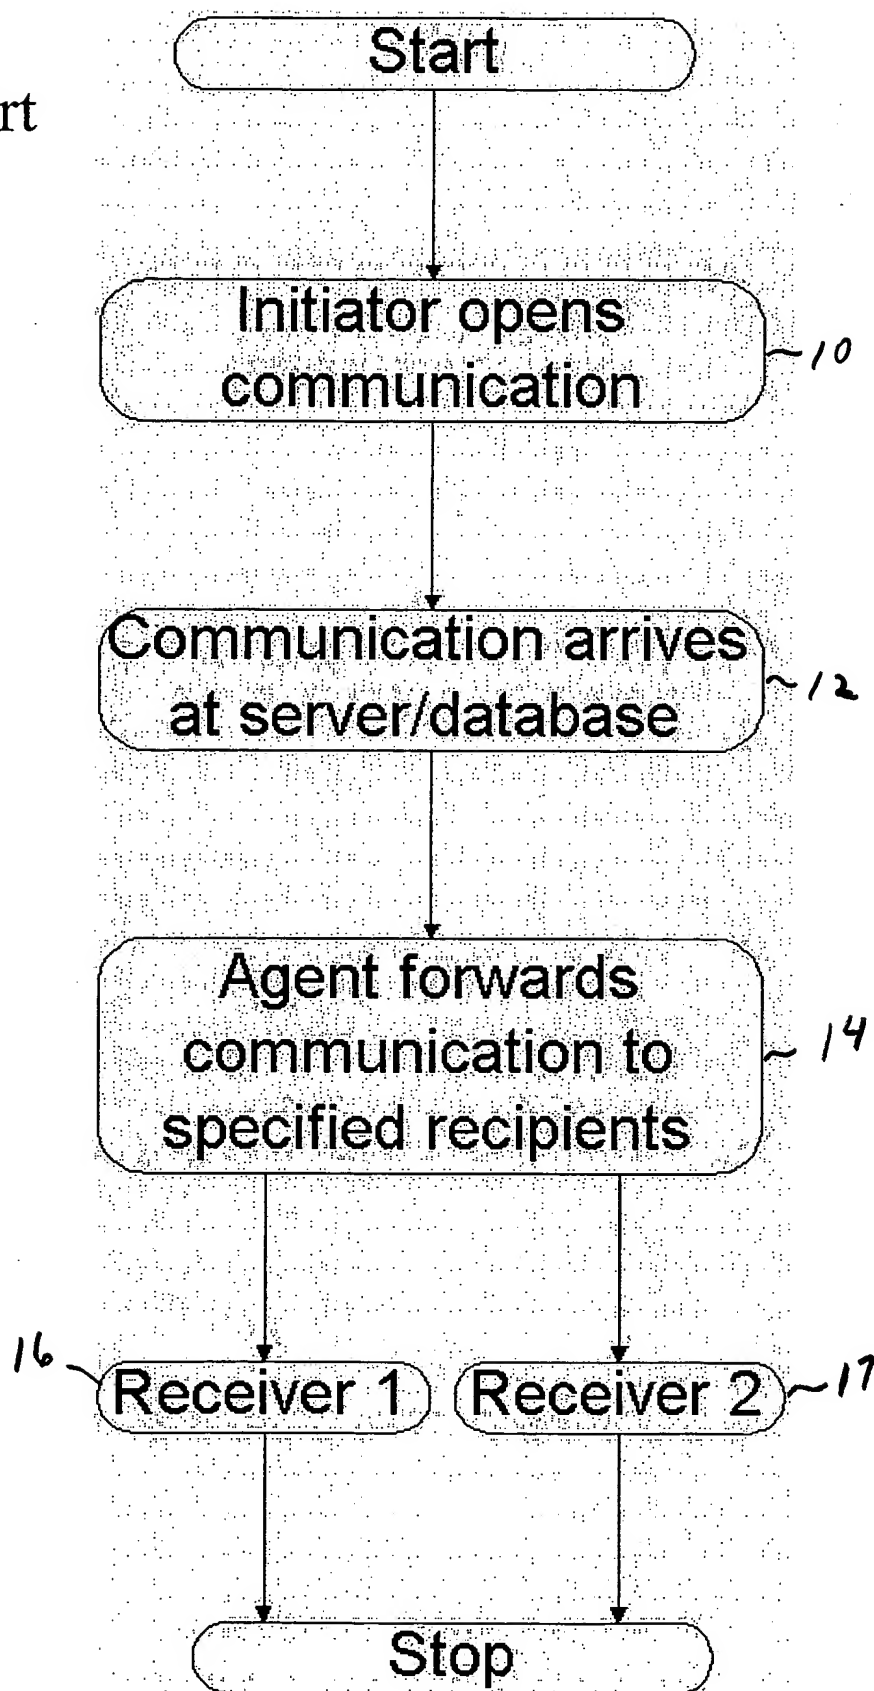 Start
rt
Initiator opens
communication
10
Communication arrives
at server/database
12
Agent forwards
communication to
specified recipients
14
16
Receiver 1
Receiver 2
17
Stop